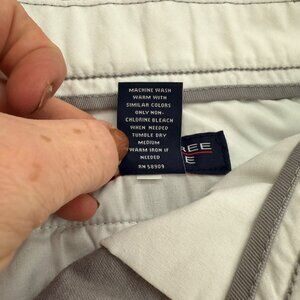 MACHINE WASH
WARM WITH
SIMILAR COLORS
ONLY NON-
CHLORINE BLEACH
WHEN NEEDED
TUMBLE DRY
MEDIUM
WARM IRON IF
NEEDED
RN 58909
REE
E